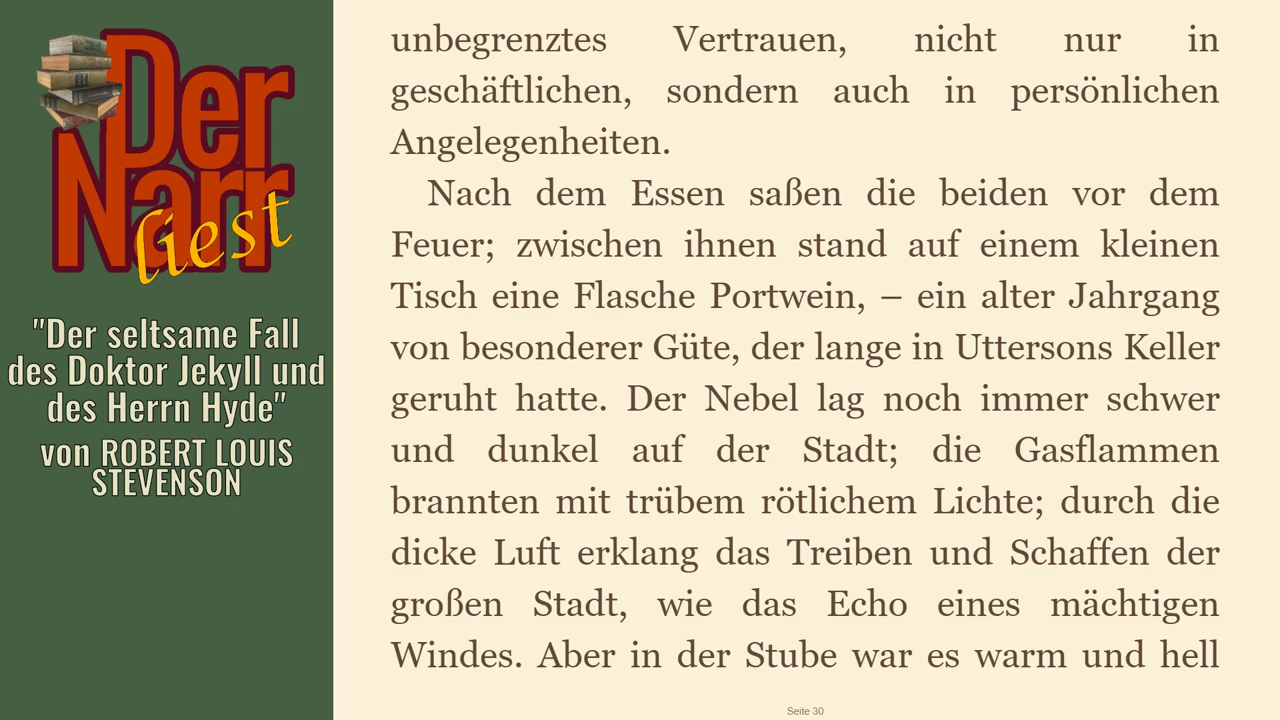 Der
Narr
liest
"Der seltsame Fall
des Doktor Jekyll und
des Herrn Hyde"
von ROBERT LOUIS
STEVENSON
unbegrenztes Vertrauen, nicht nur in
geschäftlichen, sondern auch in persönlichen
Angelegenheiten.
Nach dem Essen saßen die beiden vor dem
Feuer; zwischen ihnen stand auf einem kleinen
Tisch eine Flasche Portwein, – ein alter Jahrgang
von besonderer Güte, der lange in Uttersons Keller
geruht hatte. Der Nebel lag noch immer schwer
und dunkel auf der Stadt; die Gasflammen
brannten mit trübem rötlichem Lichte; durch die
dicke Luft erklang das Treiben und Schaffen der
großen Stadt, wie das Echo eines mächtigen
Windes. Aber in der Stube war es warm und hell
Seite 30